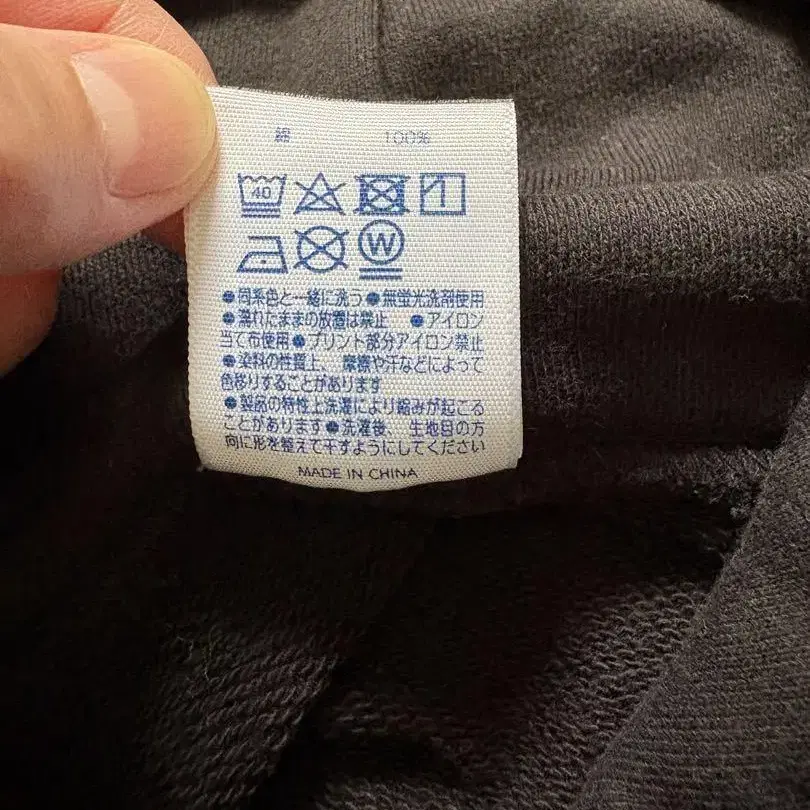 綿 100%
40
W
●同系色と一緒に洗う ●無蛍光洗剤使用
●濡れたままの放置は禁止 ●アイロン
当て布使用●プリント部分アイロン禁止
●染料の性質上、摩擦や汗などによって
色移りすることがあります
●製品の特性上洗濯により縮みが起こる
ことがあります●洗濯後、生地目の方
向に形を整えて干すようにしてください
MADE IN CHINA